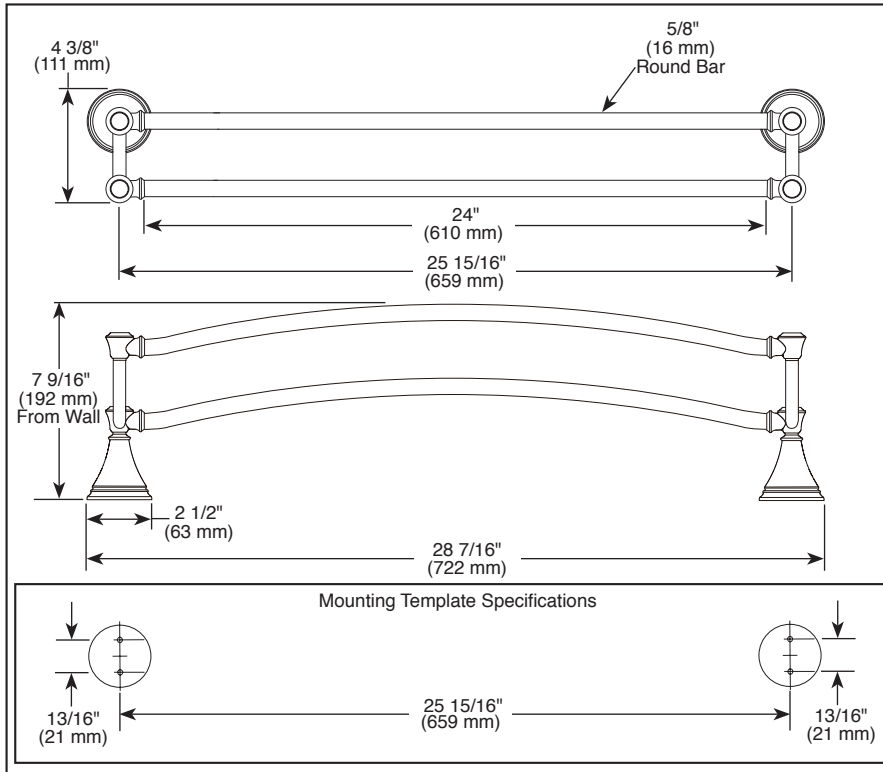 4 3/8"
(111 mm)
5/8"
(16 mm)
Round Bar
24"
(610 mm)
25 15/16"
(659 mm)
7 9/16"
(192 mm)
From Wall
2 1/2"
(63 mm)
28 7/16"
(722 mm)
Mounting Template Specifications
13/16"
(21 mm)
25 15/16"
(659 mm)
13/16"
(21 mm)